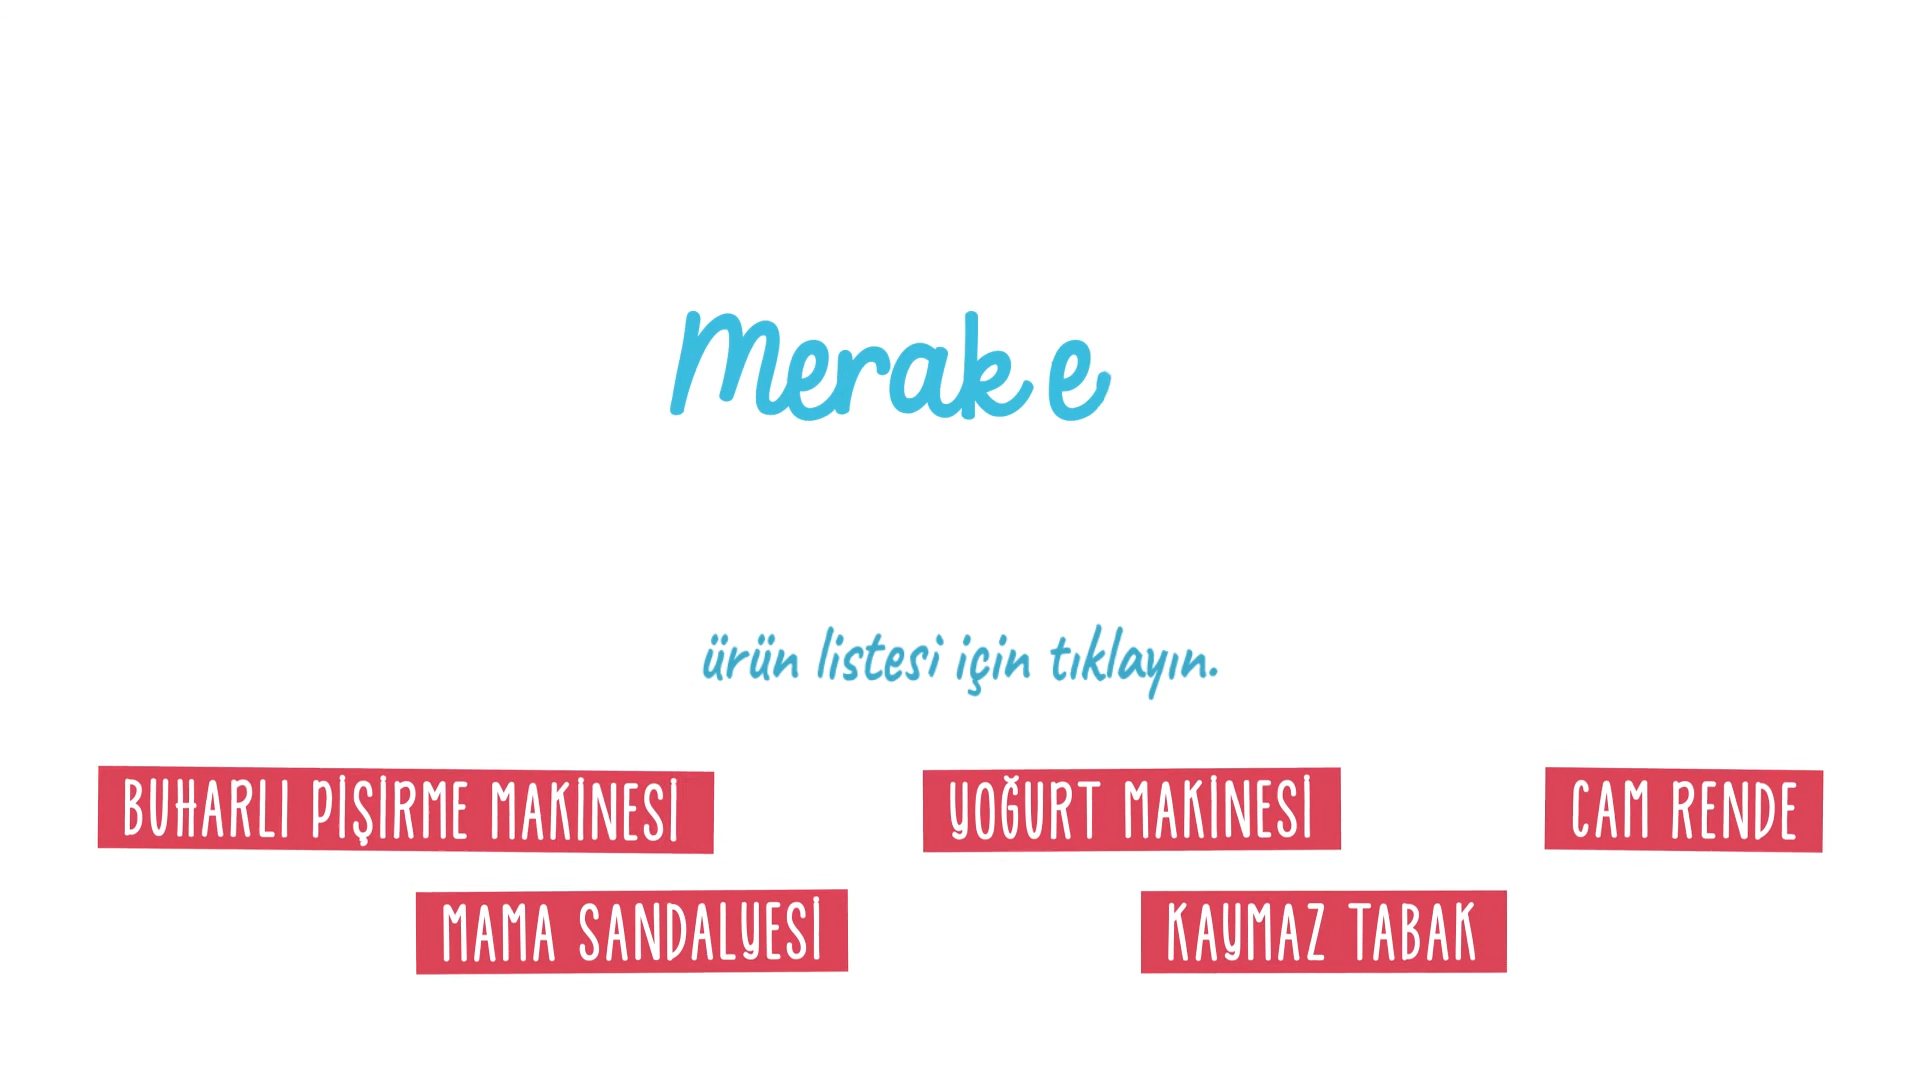 Merak e
ürün listesi için tıklayın.
BUHARLI PİŞİRME MAKİNESİ
YOĞURT MAKİNESİ
CAM RENDE
MAMA SANDALYESİ
KAYMAZ TABAK